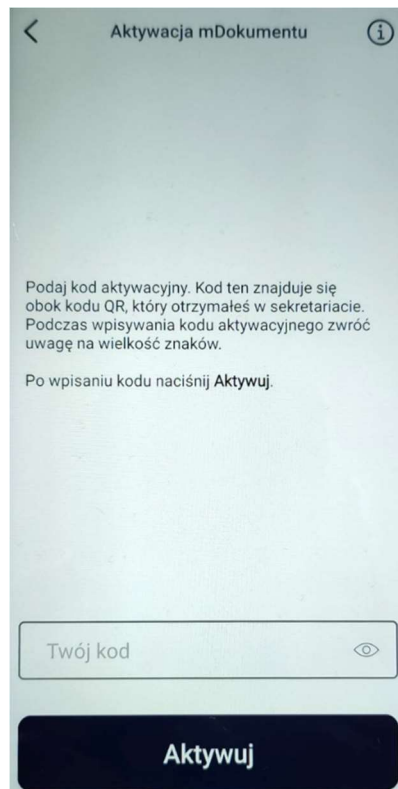 Aktywacja mDokumentu
Podaj kod aktywacyjny. Kod ten znajduje się
obok kodu QR, który otrzymałeś w sekretariacie.
Podczas wpisywania kodu aktywacyjnego zwróć
uwagę na wielkość znaków.
Po wpisaniu kodu naciśnij Aktywuj.
Twój kod
Aktywuj